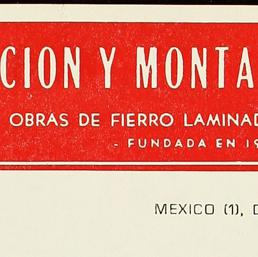 CION Y MONTA
OBRAS DE FIERRO LAMINAD
- FUNDADA EN 19
MEXICO (1), D